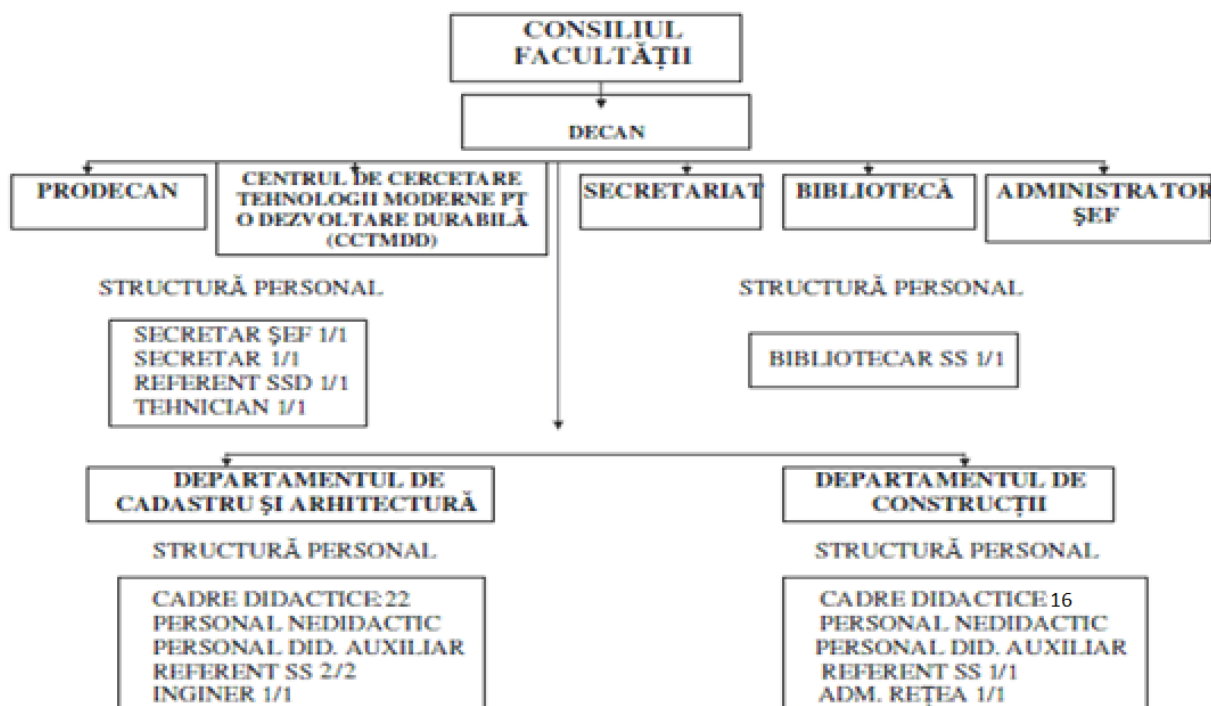 CONSILIUL
FACULTĂȚII
DECAN
PRODECAN
CENTRUL DE CERCETARE
TEHNOLOGII MODERNE PT
O DEZVOLTARE DURABILĂ
(CCTMDD)
SECRETARIAT
BIBLIOTECĂ
ADMINISTRATOR
ŞEF
STRUCTURĂ PERSONAL
SECRETAR ŞEF 1/1
SECRETAR 1/1
REFERENT SSD 1/1
TEHNICIAN 1/1
STRUCTURĂ PERSONAL
BIBLIOTECAR SS 1/1
DEPARTAMENTUL DE
CADASTRU ŞI ARHITECTURĂ
STRUCTURĂ PERSONAL
CADRE DIDACTICE:22
PERSONAL NEDIDACTIC
PERSONAL DID. AUXILIAR
REFERENT SS 2/2
INGINER 1/1
DEPARTAMENTUL DE
CONSTRUCȚII
STRUCTURĂ PERSONAL
CADRE DIDACTICE 16
PERSONAL NEDIDACTIC
PERSONAL DID. AUXILIAR
REFERENT SS 1/1
ADM. REȚEA 1/1